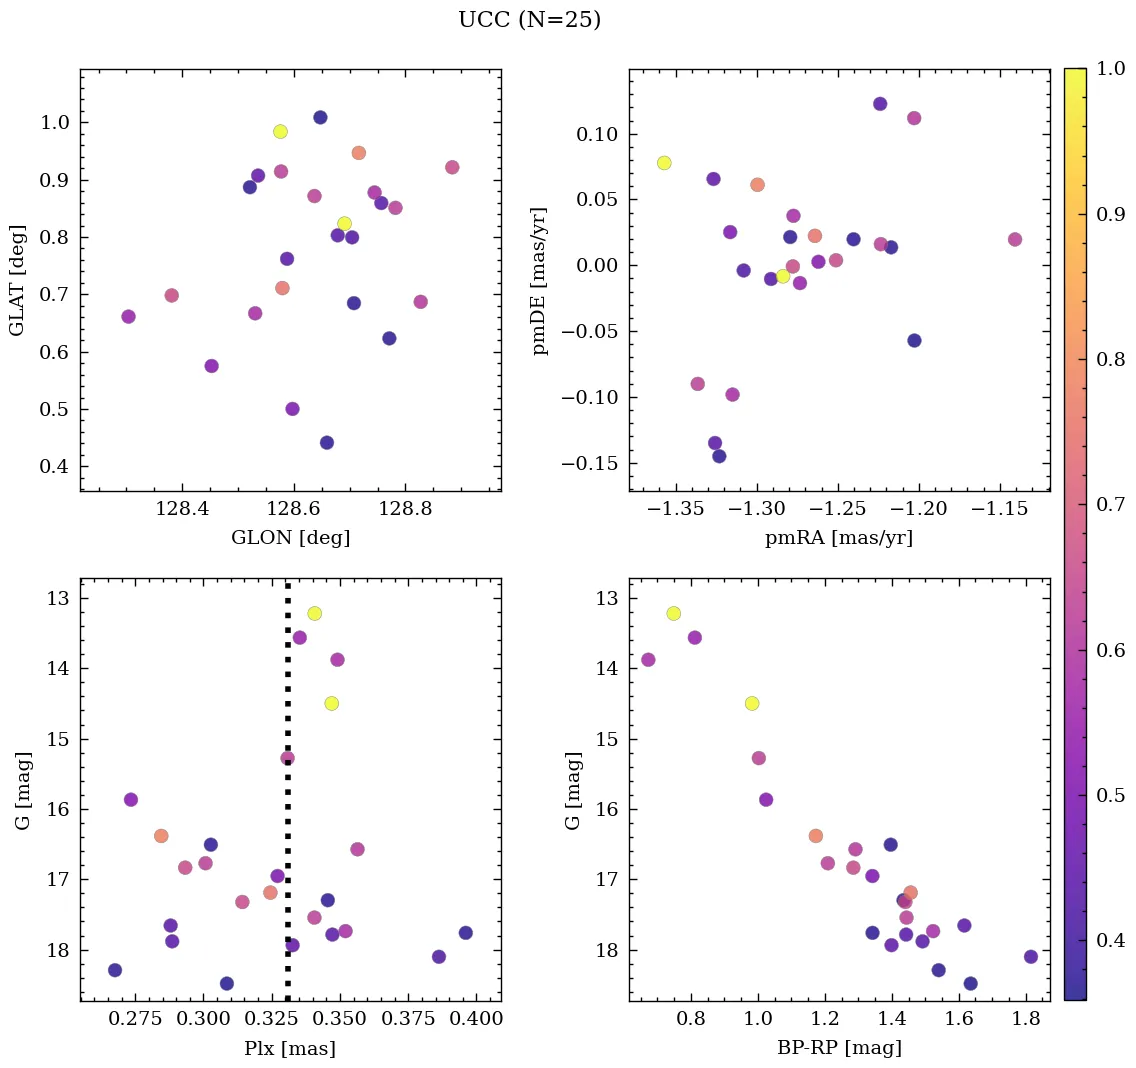 UCC (N=25)
1.0
0.9
0.8
0.7
0.6
0.5
0.4
GLAT [deg]
128.4 128.6 128.8
GLON [deg]
0.10
0.05
0.00
−0.05
−0.10
−0.15
pmDE [mas/yr]
−1.35 −1.30 −1.25 −1.20 −1.15
pmRA [mas/yr]
13
14
15
16
17
18
G [mag]
0.275 0.300 0.325 0.350 0.375 0.400
Plx [mas]
13
14
15
16
17
18
G [mag]
0.8 1.0 1.2 1.4 1.6 1.8
BP-RP [mag]
1.0
0.9
0.8
0.7
0.6
0.5
0.4